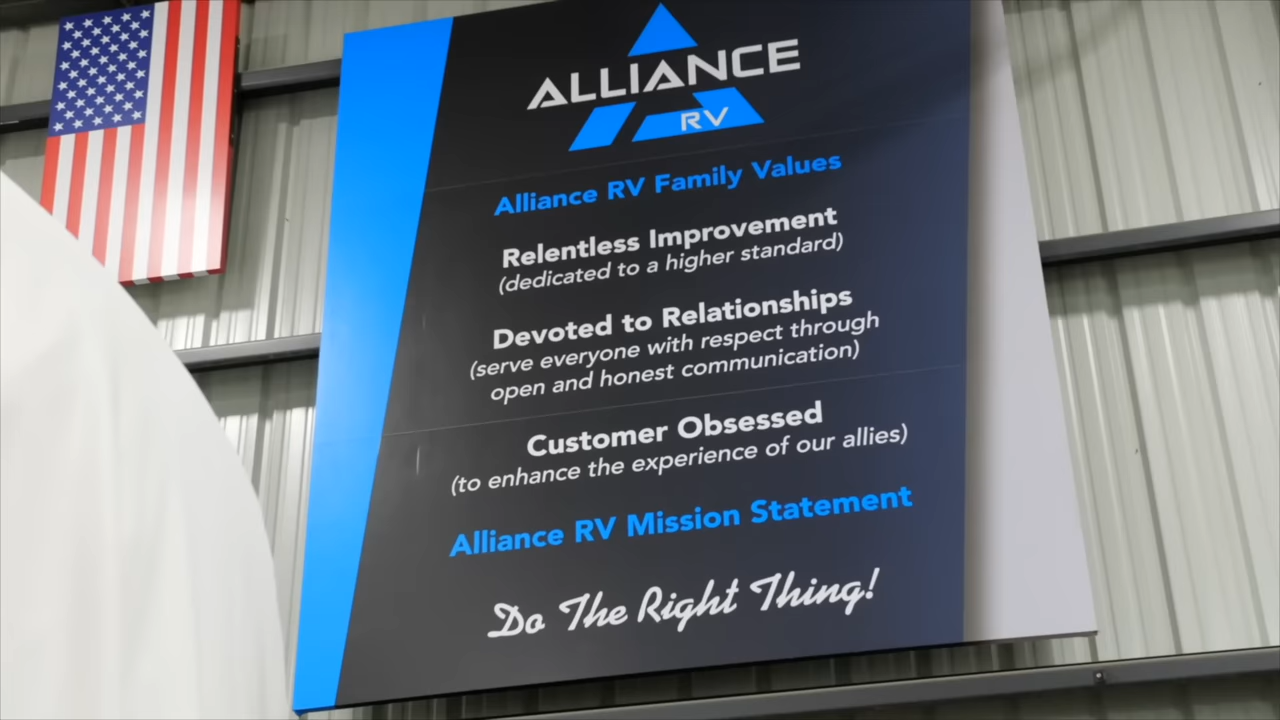 ALLIANCE
RV
Alliance RV Family Values
Relentless Improvement
(dedicated to a higher standard)
Devoted to Relationships
(serve everyone with respect through
open and honest communication)
Customer Obsessed
(to enhance the experience of our allies)
Alliance RV Mission Statement
Do The Right Thing!